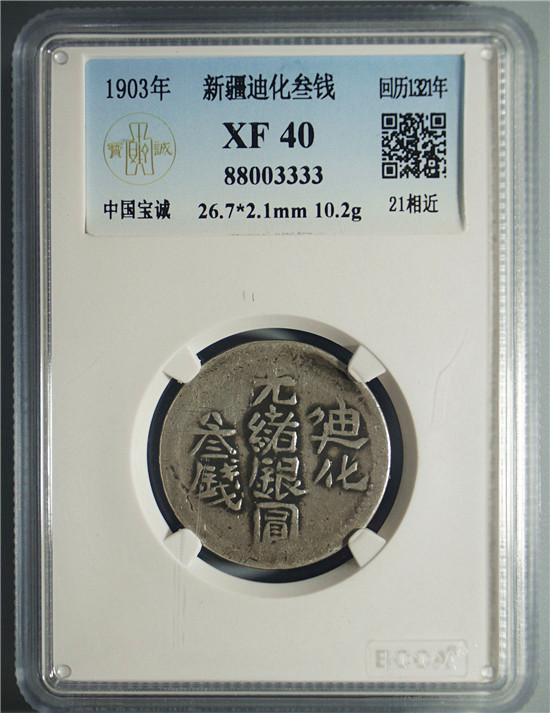 1903年 新疆迪化叁钱 回历1321年
寶 誠 XF 40
88003333
中国宝诚 26.7*2.1mm 10.2g 21相近
迪化
光緒銀圓
叁錢